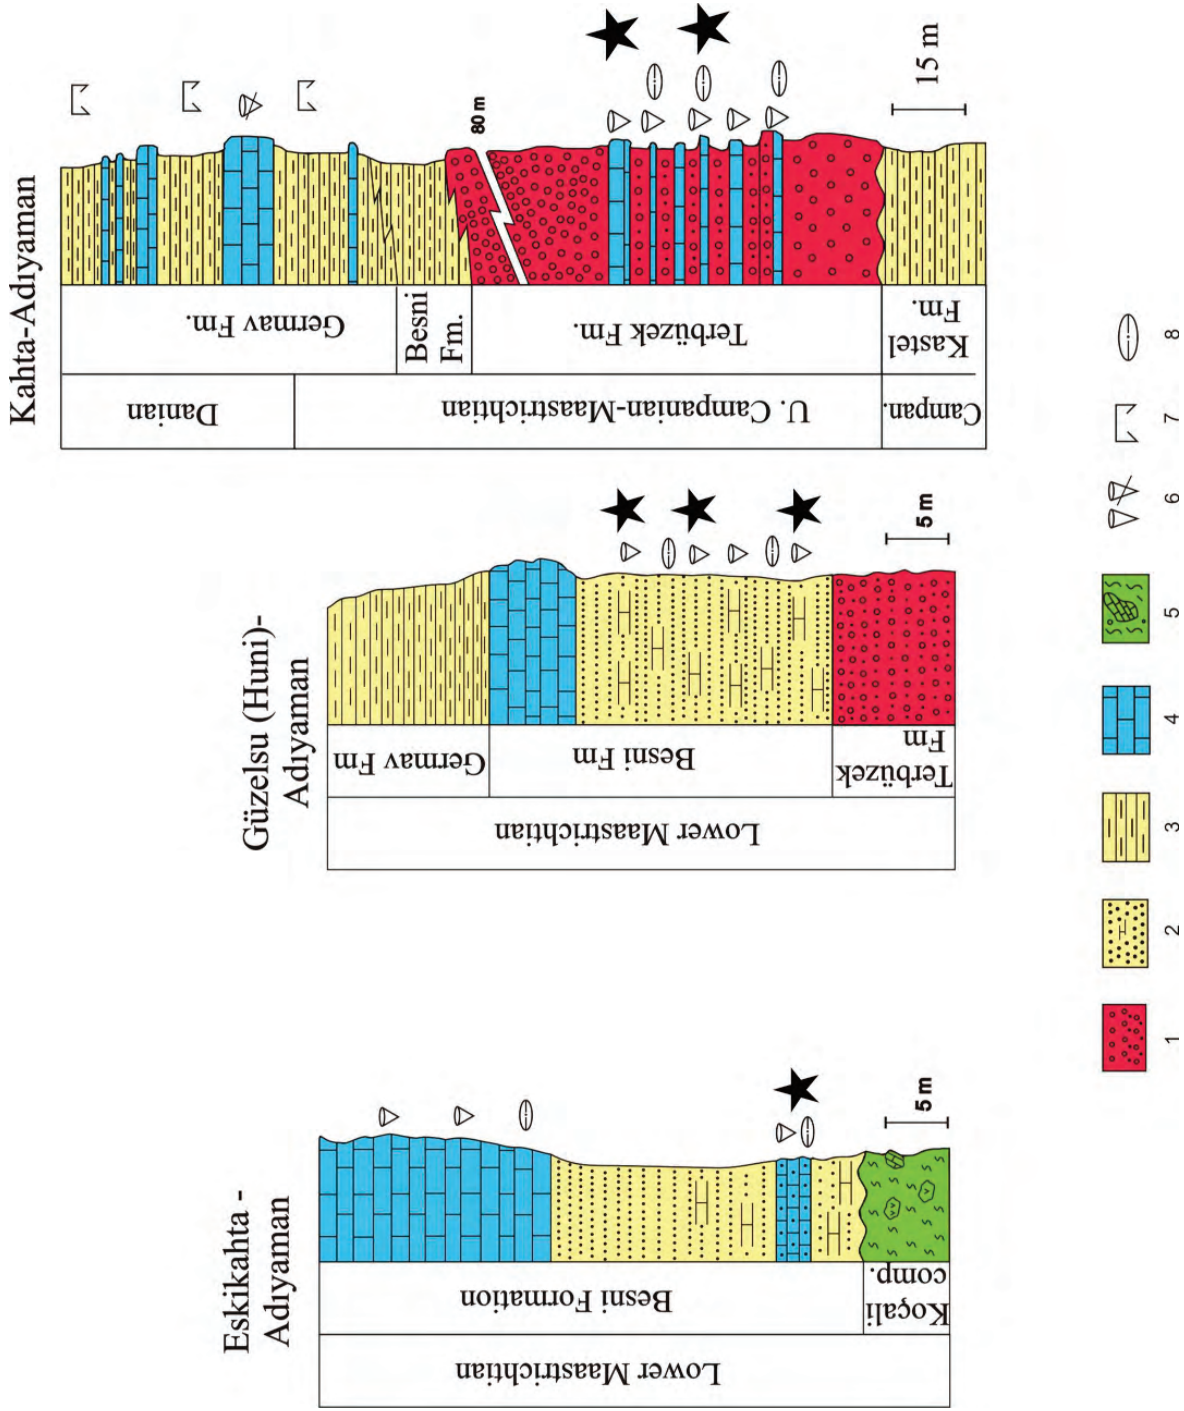 Kahta-Adıyaman
Danian
U. Campanian-Maastrichtian
Campan.
Germav Fm.
Besni
Fm.
Terbüzek Fm.
Kastel
Fm.
80 m
15 m
Güzelsu (Huni)-
Adıyaman
Lower Maastrichtian
Germav Fm
Besni Fm
Terbüzek
Fm
5 m
Eskikahta -
Adıyaman
Lower Maastrichtian
Besni Formation
Koçali
comp.
5 m
1
2
3
4
5
6
7
8